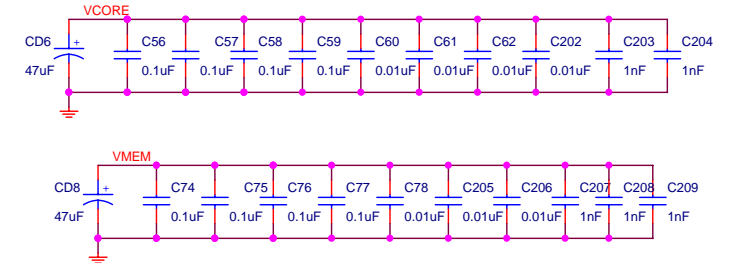 VCORE
CD6 + C56 C57 C58 C59 C60 C61 C62 C202 C203 C204
47uF 0.1uF 0.1uF 0.1uF 0.1uF 0.01uF 0.01uF 0.01uF 0.01uF 1nF 1nF
VMEM
CD8 + C74 C75 C76 C77 C78 C205 C206 C207 C208 C209
47uF 0.1uF 0.1uF 0.1uF 0.1uF 0.01uF 0.01uF 0.01uF 1nF 1nF 1nF